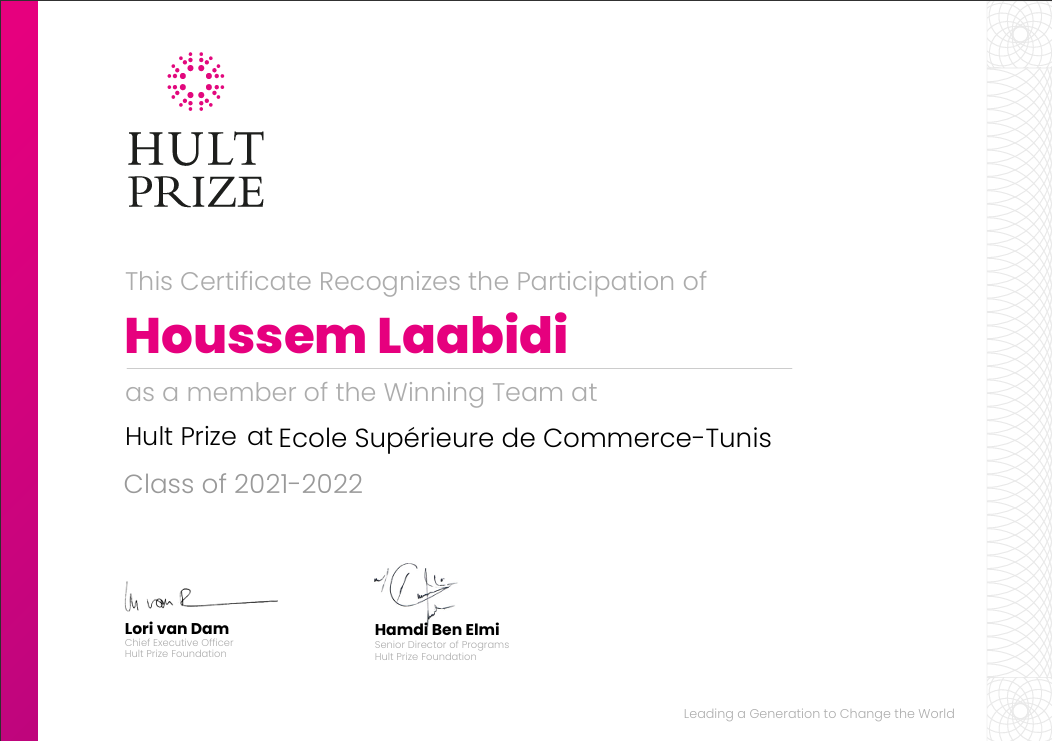 HULT
PRIZE
This Certificate Recognizes the Participation of
Houssem Laabidi
as a member of the Winning Team at
Hult Prize at Ecole Supérieure de Commerce-Tunis
Class of 2021-2022
Lori van Dam
Chief Executive Officer
Hult Prize Foundation
Hamdi Ben Elmi
Senior Director of Programs
Hult Prize Foundation
Leading a Generation to Change the World